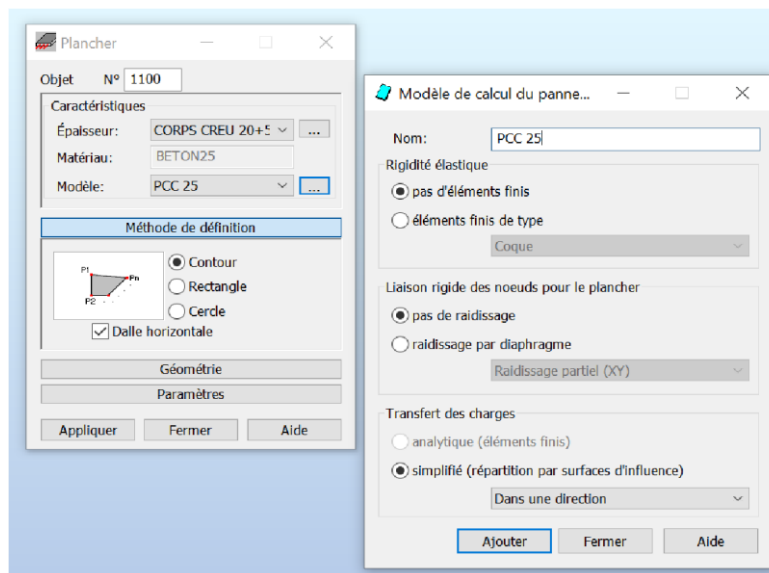 Plancher
Objet N° 1100
Caractéristiques
Épaisseur: CORPS CREU 20+5 ...
Matériau: BETON25
Modèle: PCC 25 ...
Méthode de définition
P1
Pn
P2
Contour
Rectangle
Cercle
Dalle horizontale
Géométrie
Paramètres
Appliquer Fermer Aide
Modèle de calcul du panne...
Nom: PCC 25
Rigidité élastique
pas d'éléments finis
éléments finis de type
Coque
Liaison rigide des noeuds pour le plancher
pas de raidissage
raidissage par diaphragme
Raidissage partiel (XY)
Transfert des charges
analytique (éléments finis)
simplifié (répartition par surfaces d'influence)
Dans une direction
Ajouter Fermer Aide